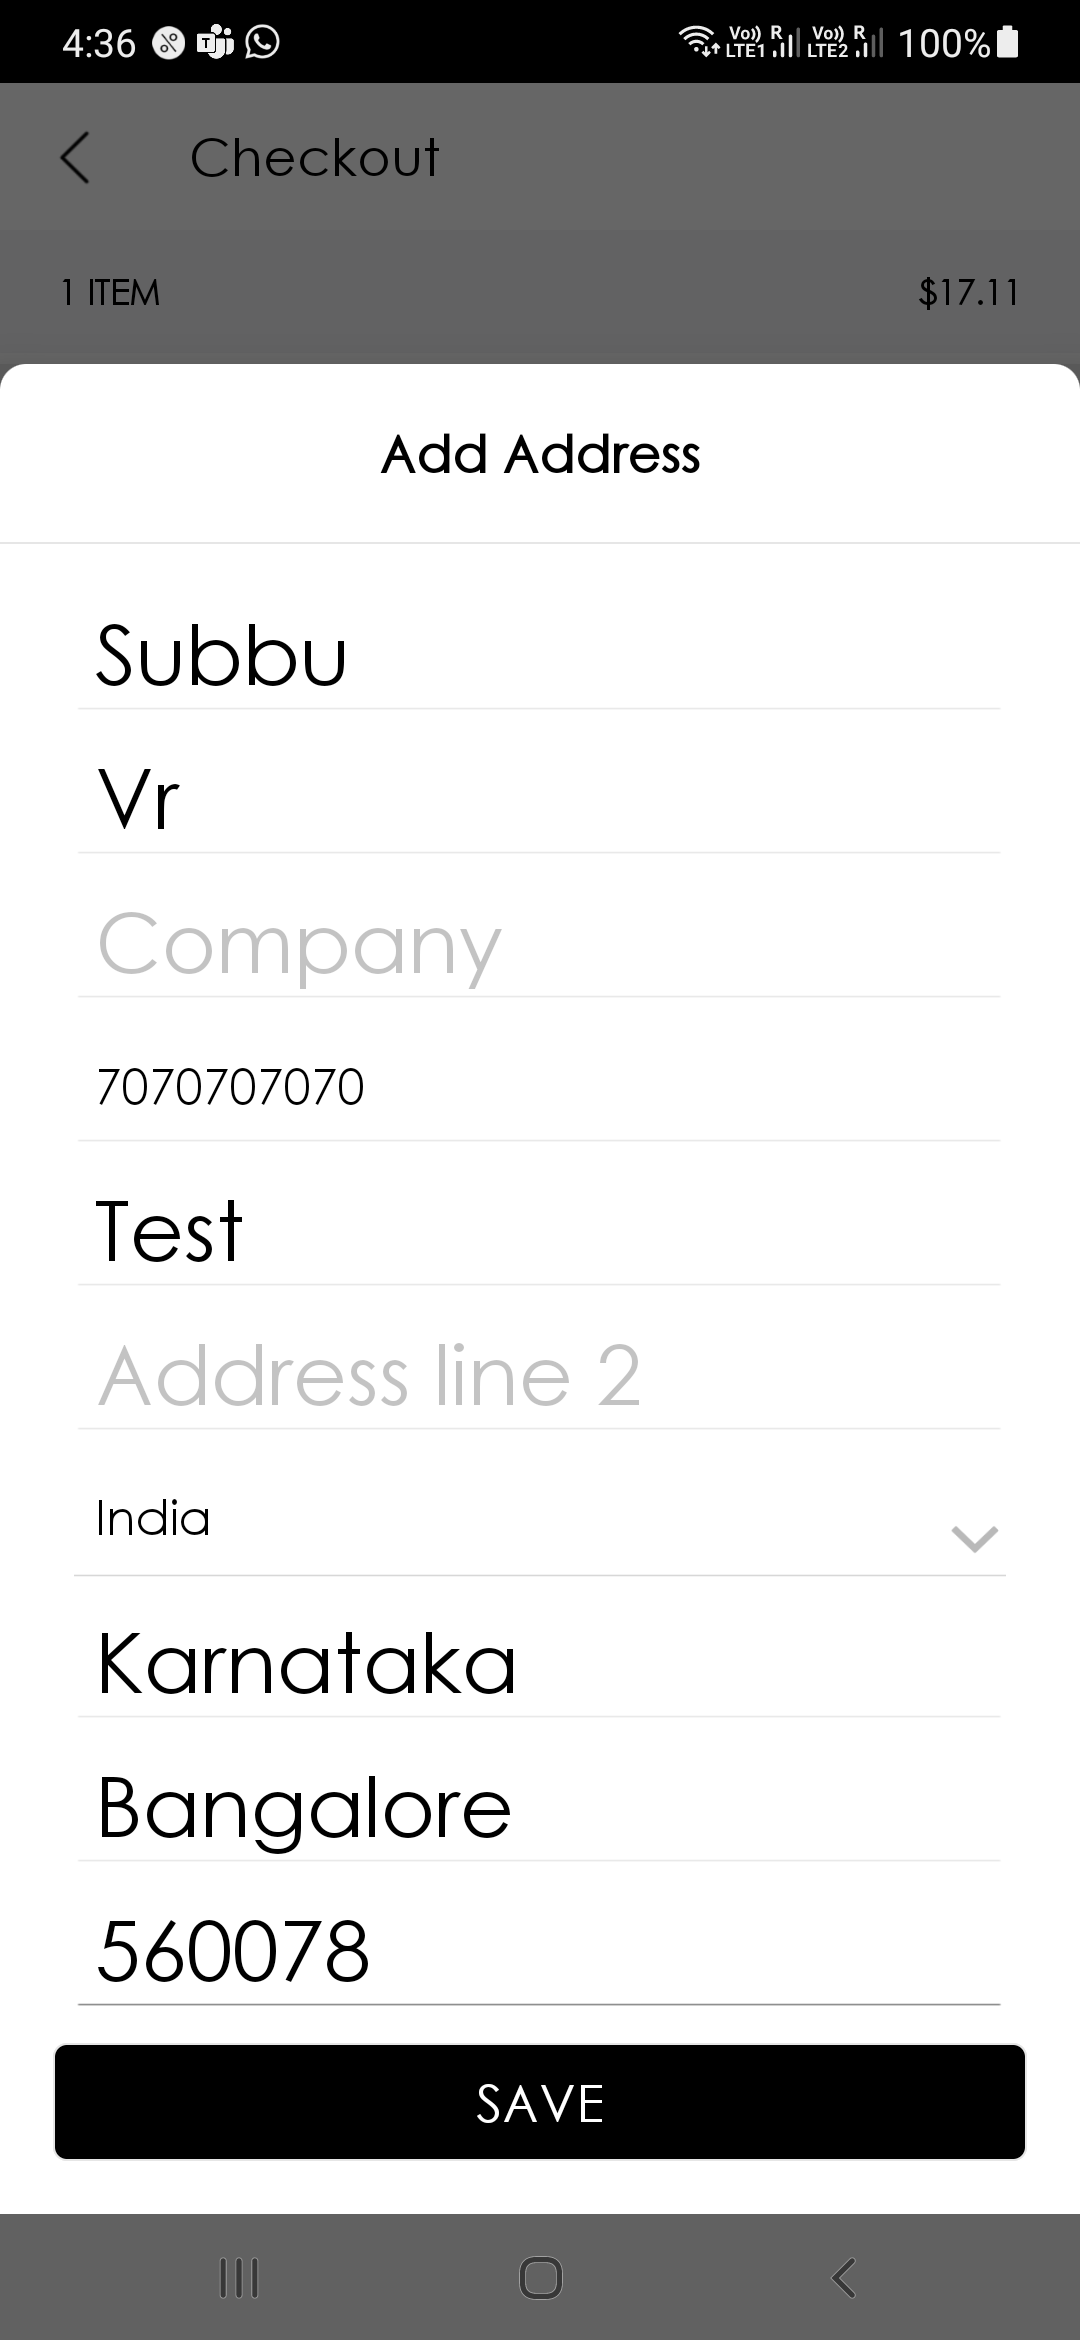 4:36 Vo)) R Vo)) R 100%
LTE1 LTE2
Checkout
1 ITEM $17.11
Add Address
Subbu
Vr
Company
7070707070
Test
Address line 2
India
Karnataka
Bangalore
560078
SAVE